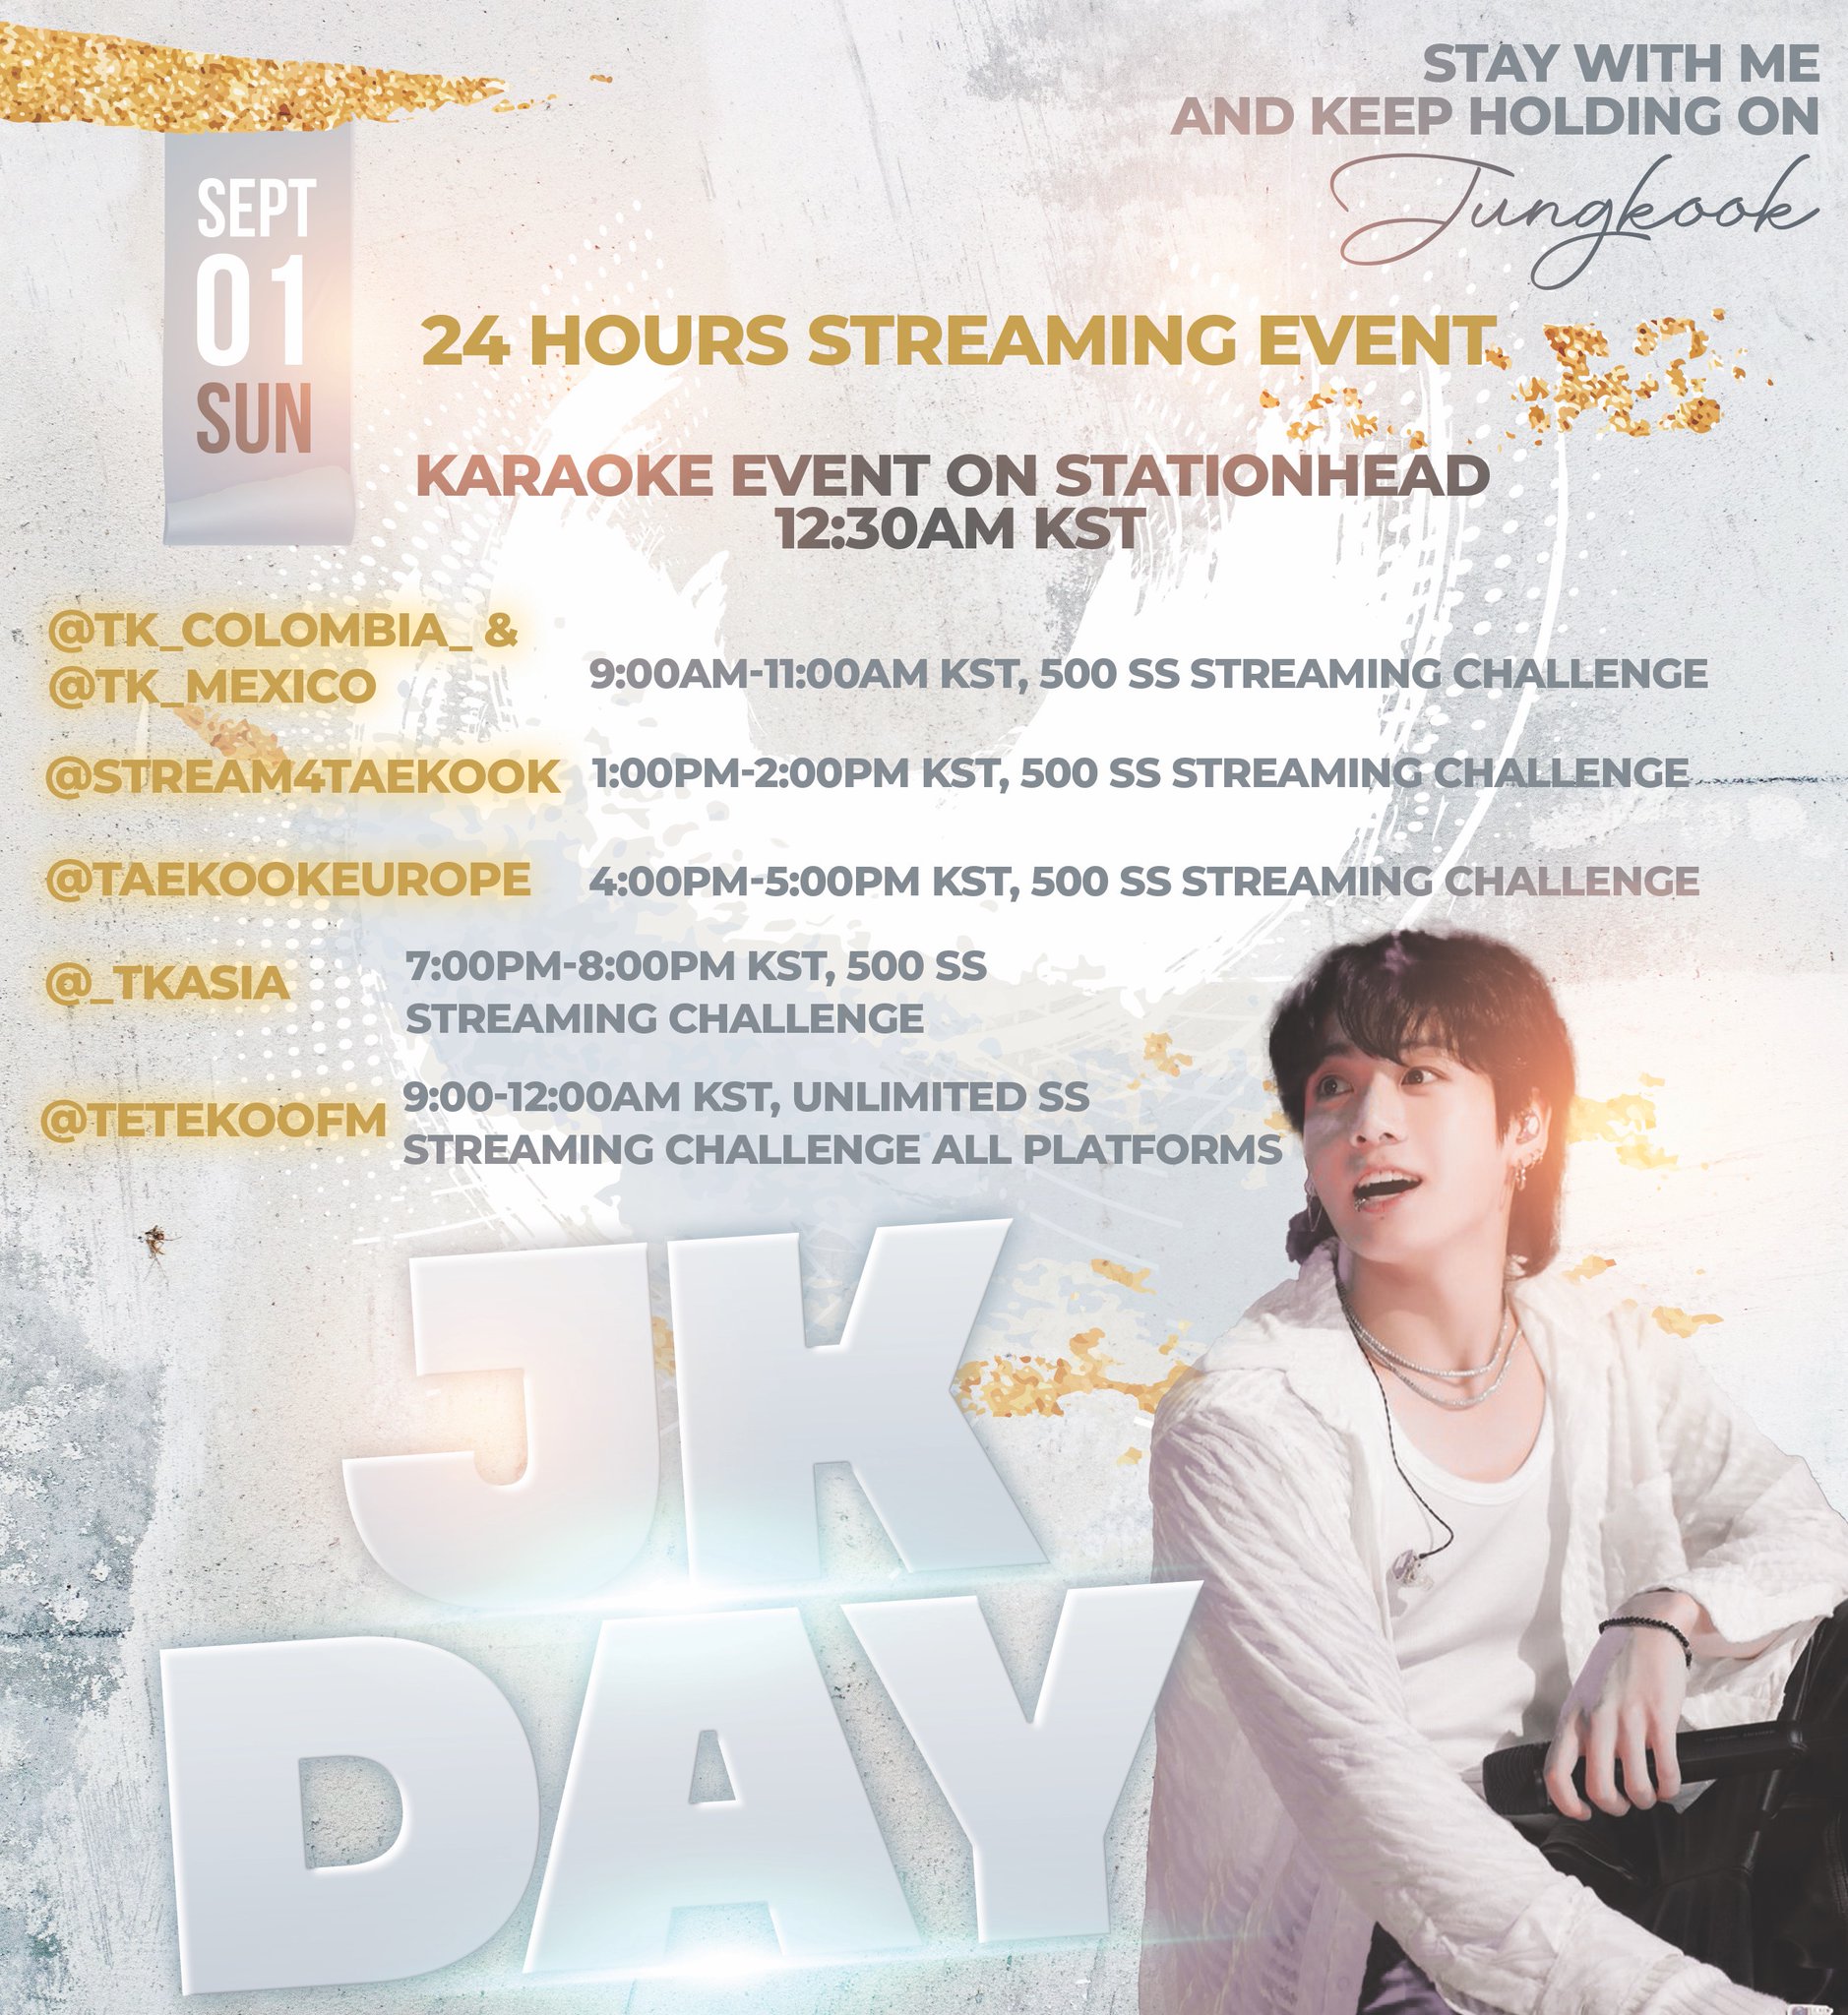 STAY WITH ME
AND KEEP HOLDING ON
Jungkook
SEPT
01
SUN
24 HOURS STREAMING EVENT
KARAOKE EVENT ON STATIONHEAD
12:30AM KST
@TK_COLOMBIA_ &
@TK_MEXICO
9:00AM-11:00AM KST, 500 SS STREAMING CHALLENGE
@STREAM4TAEKOOK
1:00PM-2:00PM KST, 500 SS STREAMING CHALLENGE
@TAEKOOKEUROPE
4:00PM-5:00PM KST, 500 SS STREAMING CHALLENGE
@_TKASIA
7:00PM-8:00PM KST, 500 SS
STREAMING CHALLENGE
@TETEKOOFM
9:00-12:00AM KST, UNLIMITED SS
STREAMING CHALLENGE ALL PLATFORMS
JK
DAY